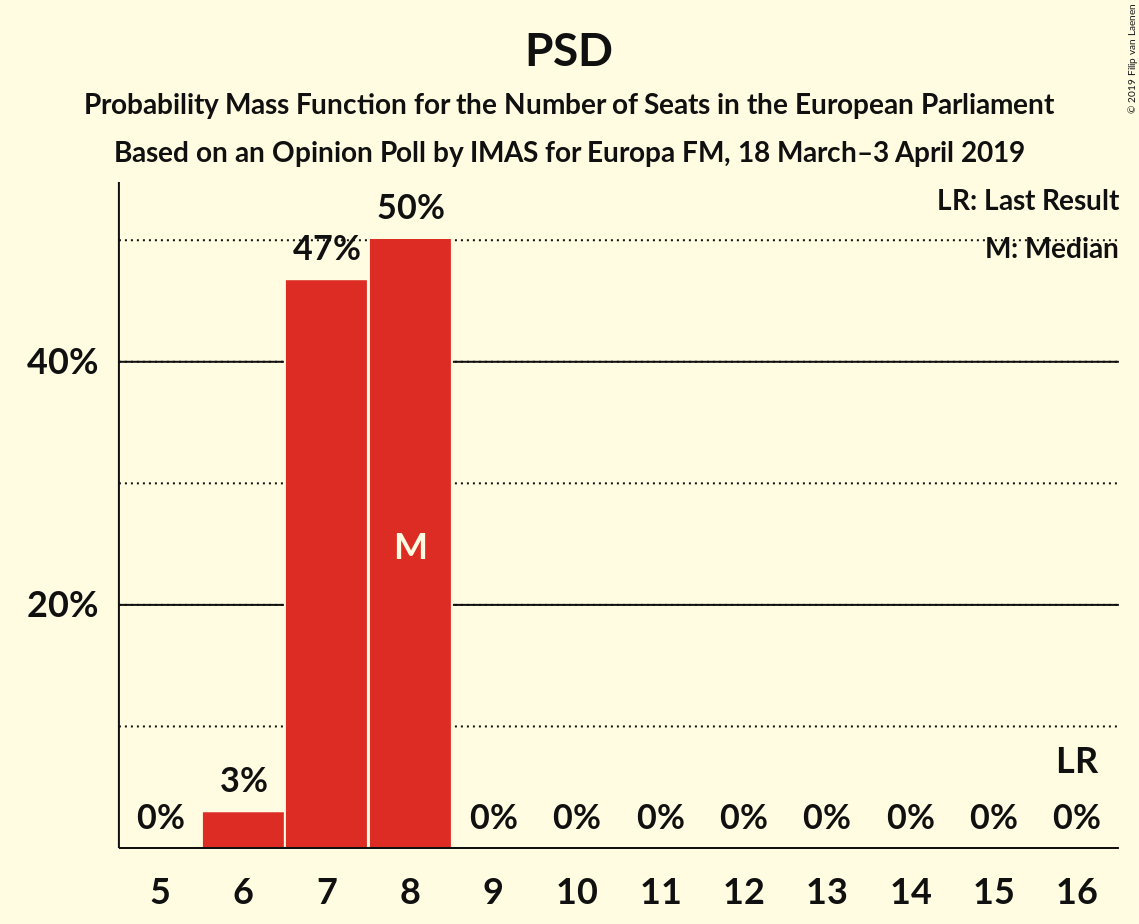 PSD
Probability Mass Function for the Number of Seats in the European Parliament
Based on an Opinion Poll by IMAS for Europa FM, 18 March–3 April 2019
© 2019 Filip van Laenen
LR: Last Result
M: Median
50%
47%
40%
M
20%
LR
3%
0% 0% 0% 0% 0% 0% 0% 0% 0%
5 6 7 8 9 10 11 12 13 14 15 16